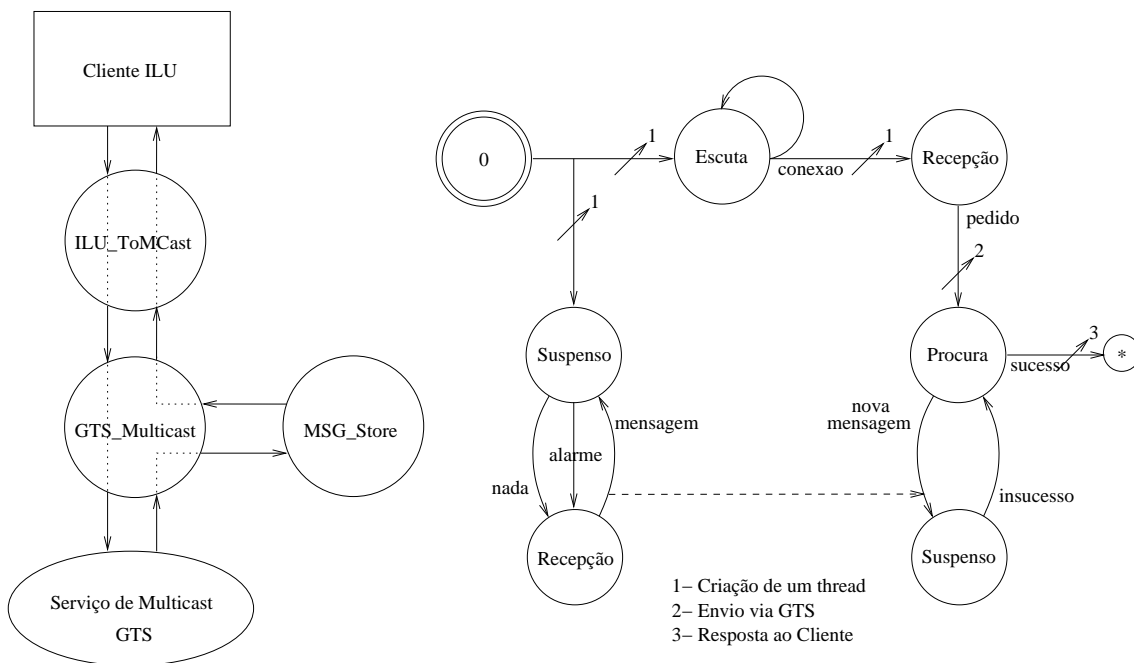 Cliente ILU
ILU_ToMCast
GTS_Multicast
MSG_Store
Serviço de Multicast
GTS
0
1
Escuta
conexao
1
Recepção
1
pedido
2
Suspenso
Procura
sucesso
3
*
mensagem
alarme
nada
Recepção
nova
mensagem
insucesso
Suspenso
1– Criação de um thread
2– Envio via GTS
3– Resposta ao Cliente